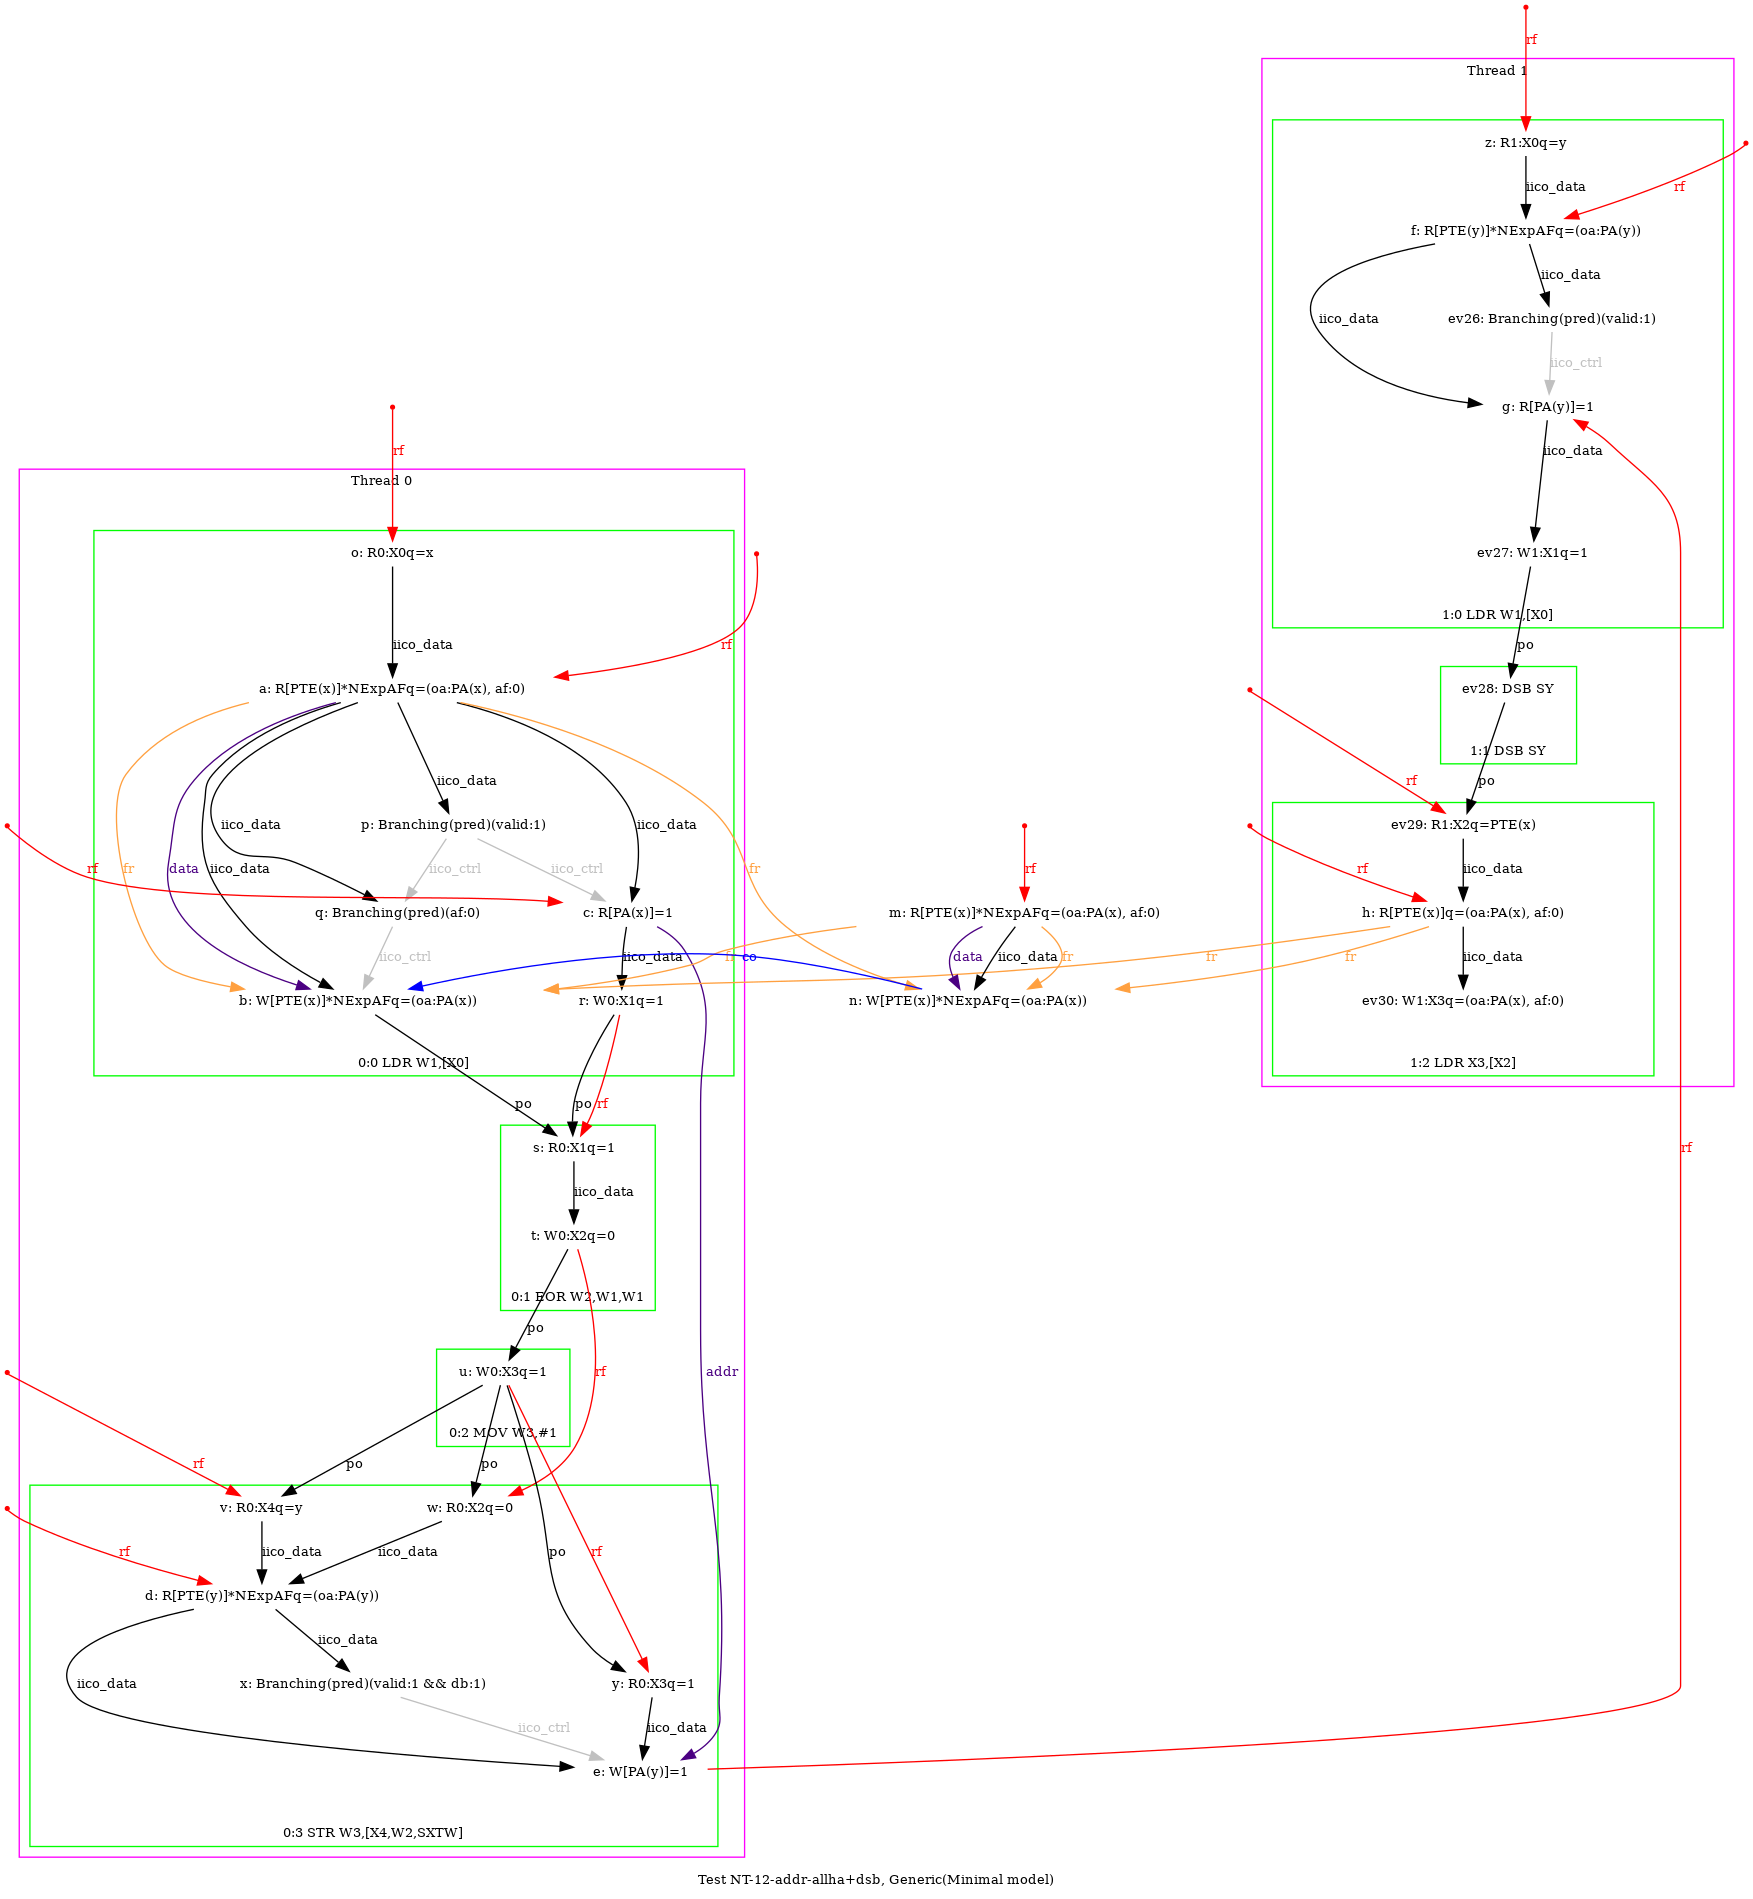 rf
Thread 1
z: R1:X0q=y
iico_data
rf
f: R[PTE(y)]*NExpAFq=(oa:PA(y))
iico_data
iico_data
ev26: Branching(pred)(valid:1)
iico_ctrl
g: R[PA(y)]=1
iico_data
ev27: W1:X1q=1
1:0 LDR W1,[X0]
po
ev28: DSB SY
1:1 DSB SY
rf
po
ev29: R1:X2q=PTE(x)
rf
iico_data
h: R[PTE(x)]q=(oa:PA(x), af:0)
fr
fr
iico_data
ev30: W1:X3q=(oa:PA(x), af:0)
1:2 LDR X3,[X2]
rf
rf
Thread 0
o: R0:X0q=x
iico_data
rf
a: R[PTE(x)]*NExpAFq=(oa:PA(x), af:0)
iico_data
p: Branching(pred)(valid:1)
iico_data
iico_data
rf
fr
data
iico_data
iico_ctrl
iico_ctrl
fr
q: Branching(pred)(af:0)
c: R[PA(x)]=1
iico_ctrl
iico_data
fr
co
b: W[PTE(x)]*NExpAFq=(oa:PA(x))
r: W0:X1q=1
0:0 LDR W1,[X0]
rf
m: R[PTE(x)]*NExpAFq=(oa:PA(x), af:0)
data
iico_data
fr
n: W[PTE(x)]*NExpAFq=(oa:PA(x))
po
po
rf
s: R0:X1q=1
iico_data
t: W0:X2q=0
0:1 EOR W2,W1,W1
po
u: W0:X3q=1
rf
addr
0:2 MOV W3,#1
rf
po
po
v: R0:X4q=y
w: R0:X2q=0
rf
iico_data
iico_data
po
rf
d: R[PTE(y)]*NExpAFq=(oa:PA(y))
iico_data
iico_data
x: Branching(pred)(valid:1 && db:1)
y: R0:X3q=1
iico_ctrl
iico_data
e: W[PA(y)]=1
0:3 STR W3,[X4,W2,SXTW]
Test NT-12-addr-allha+dsb, Generic(Minimal model)